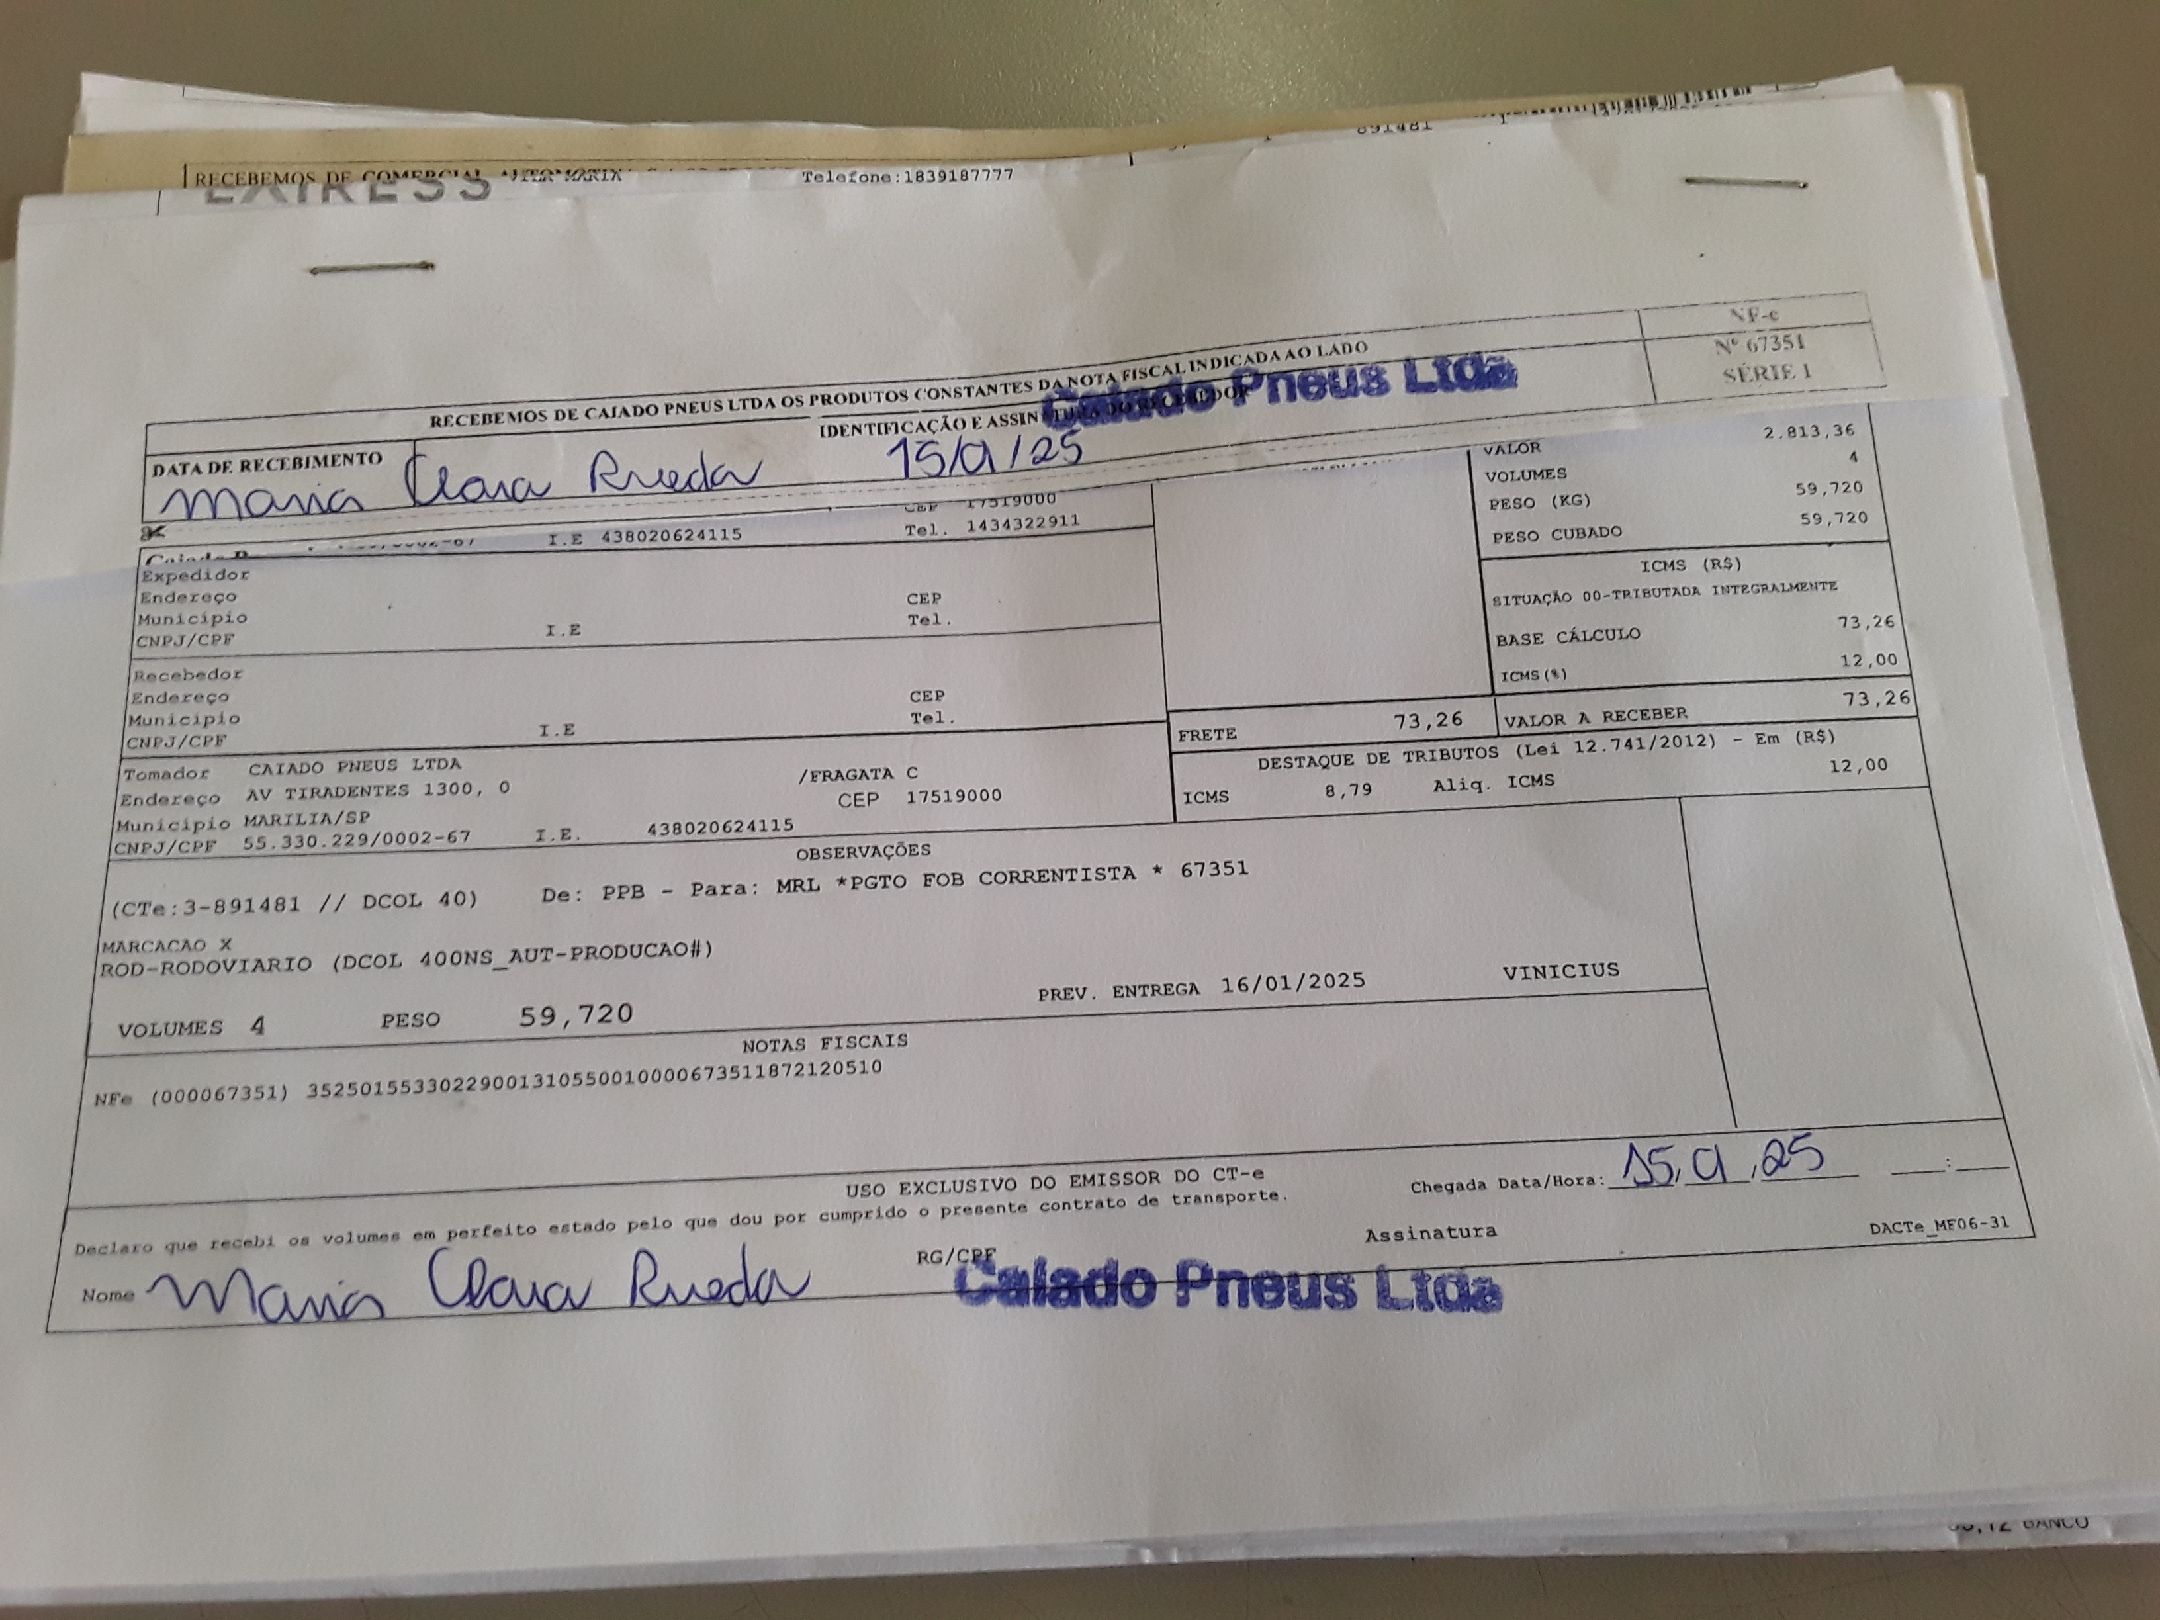 891481
RECEBEMOS DE COMERCIAL AUTOMOTIVA
EXPRESS
Telefone:1839187777
NF-e
Nº 67351
SÉRIE 1
RECEBEMOS DE CAIADO PNEUS LTDA OS PRODUTOS CONSTANTES DA NOTA FISCAL INDICADA AO LADO
Caiado Pneus Ltda
DATA DE RECEBIMENTO
IDENTIFICAÇÃO E ASSINATURA DO RECEBEDOR
Maria Clara Rueda 15/01/25
VALOR 2.813,36
VOLUMES 4
PESO (KG) 59,720
PESO CUBADO 59,720
CEP 17519000
I.E 438020624115 Tel. 1434322911
Expedidor
Endereço CEP
Município Tel.
CNPJ/CPF I.E
ICMS (R$)
SITUAÇÃO 00-TRIBUTADA INTEGRALMENTE
BASE CÁLCULO 73,26
ICMS(%) 12,00
Recebedor
Endereço CEP
Município Tel.
CNPJ/CPF I.E
FRETE 73,26 VALOR A RECEBER 73,26
DESTAQUE DE TRIBUTOS (Lei 12.741/2012) - Em (R$)
ICMS 8,79 Aliq. ICMS 12,00
Tomador CAIADO PNEUS LTDA
Endereço AV TIRADENTES 1300, 0 /FRAGATA C
Município MARILIA/SP CEP 17519000
CNPJ/CPF 55.330.229/0002-67 I.E. 438020624115
OBSERVAÇÕES
(CTe:3-891481 // DCOL 40) De: PPB - Para: MRL *PGTO FOB CORRENTISTA * 67351
MARCACAO X
ROD-RODOVIARIO (DCOL 400NS_AUT-PRODUCAO#)
VOLUMES 4 PESO 59,720 PREV. ENTREGA 16/01/2025 VINICIUS
NOTAS FISCAIS
NFe (000067351) 35250155330229001310550010000673511872120510
USO EXCLUSIVO DO EMISSOR DO CT-e
Declaro que recebi os volumes em perfeito estado pelo que dou por cumprido o presente contrato de transporte.
Chegada Data/Hora: 15,01,25 __:__
Nome Maria Clara Rueda RG/CPF Assinatura
DACTe_MF06-31
Caiado Pneus Ltda
BANCO